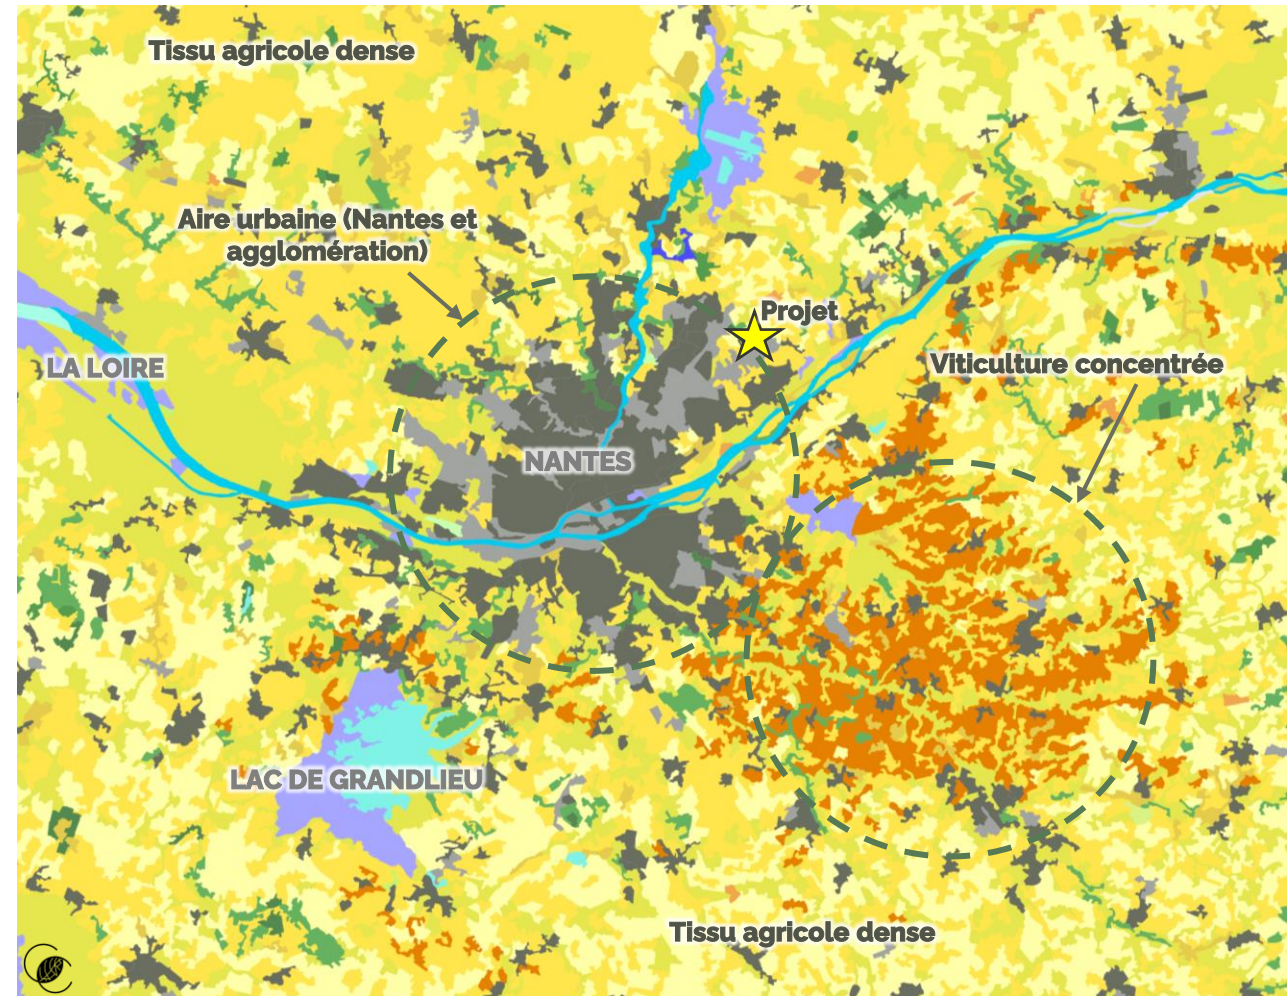 Tissu agricole dense
Aire urbaine (Nantes et
agglomération)
Projet
Viticulture concentrée
LA LOIRE
NANTES
LAC DE GRANDLIEU
Tissu agricole dense